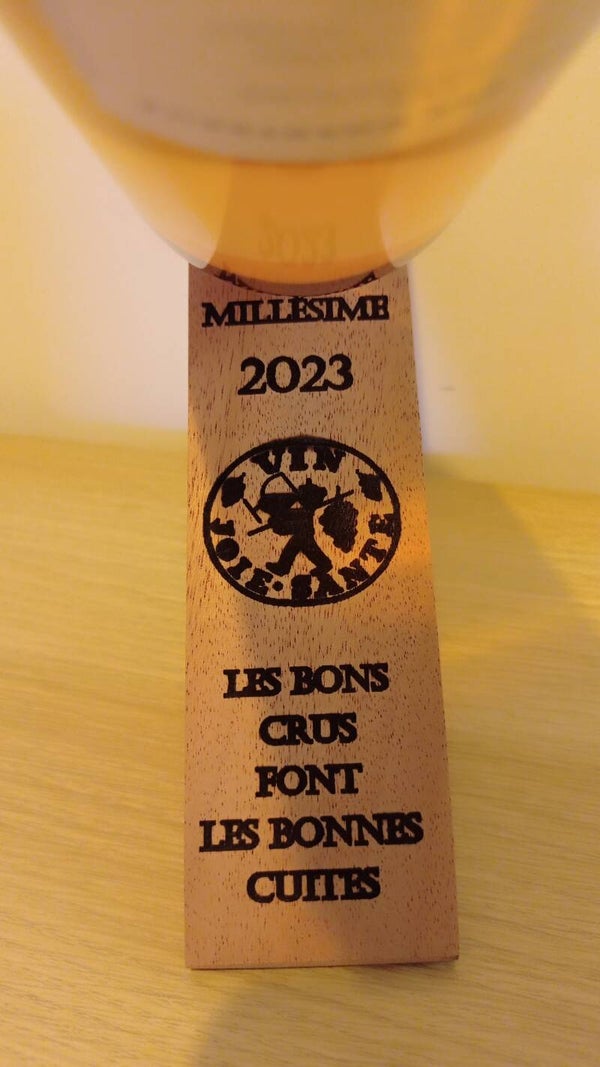 MILLÉSIME
2023
VIN
JOIE • SANTÉ
LES BONS
CRUS
FONT
LES BONNES
CUITES